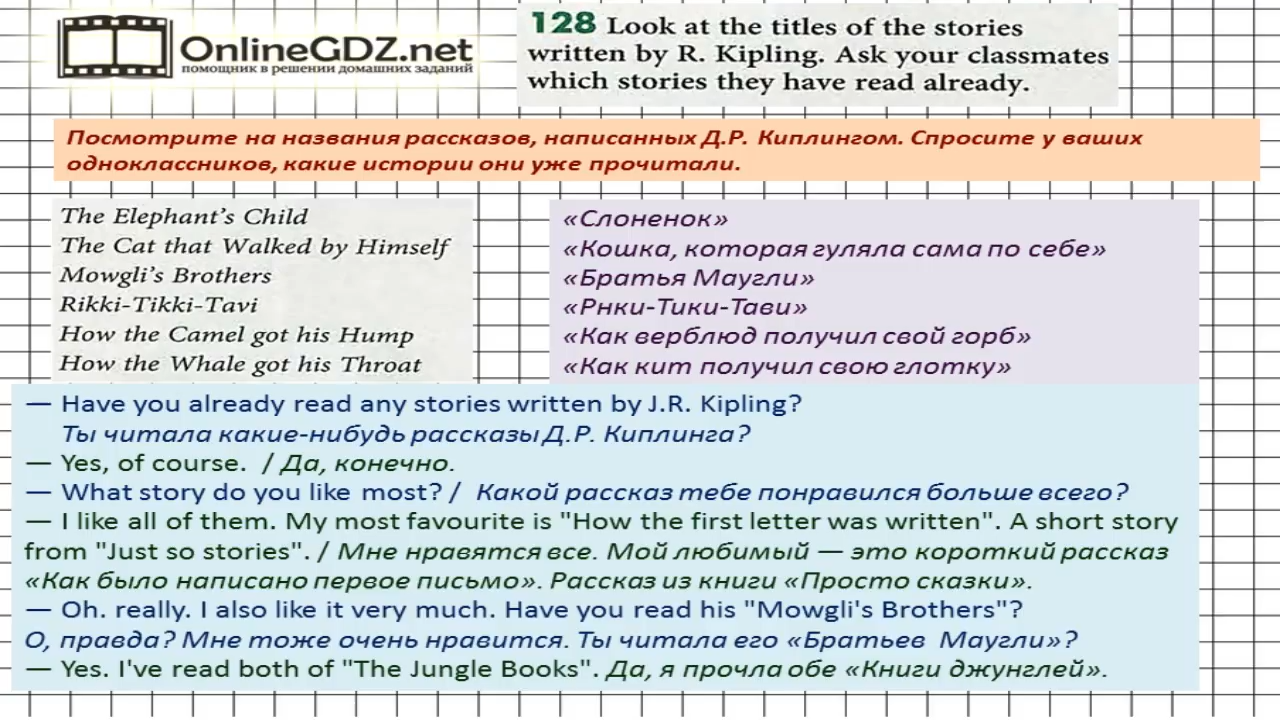 OnlineGDZ.net
помощник в решении домашних заданий
128 Look at the titles of the stories
written by R. Kipling. Ask your classmates
which stories they have read already.
Посмотрите на названия рассказов, написанных Д.Р. Киплингом. Спросите у ваших
одноклассников, какие истории они уже прочитали.
The Elephant's Child
The Cat that Walked by Himself
Mowgli's Brothers
Rikki-Tikki-Tavi
How the Camel got his Hump
How the Whale got his Throat
«Слоненок»
«Кошка, которая гуляла сама по себе»
«Братья Маугли»
«Рнки-Тики-Тави»
«Как верблюд получил свой горб»
«Как кит получил свою глотку»
— Have you already read any stories written by J.R. Kipling?
Ты читала какие-нибудь рассказы Д.Р. Киплинга?
— Yes, of course. / Да, конечно.
— What story do you like most? / Какой рассказ тебе понравился больше всего?
— I like all of them. My most favourite is "How the first letter was written". A short story
from "Just so stories". / Мне нравятся все. Мой любимый — это короткий рассказ
«Как было написано первое письмо». Рассказ из книги «Просто сказки».
— Oh. really. I also like it very much. Have you read his "Mowgli's Brothers"?
О, правда? Мне тоже очень нравится. Ты читала его «Братьев Маугли»?
— Yes. I've read both of "The Jungle Books". Да, я прочла обе «Книги джунглей».